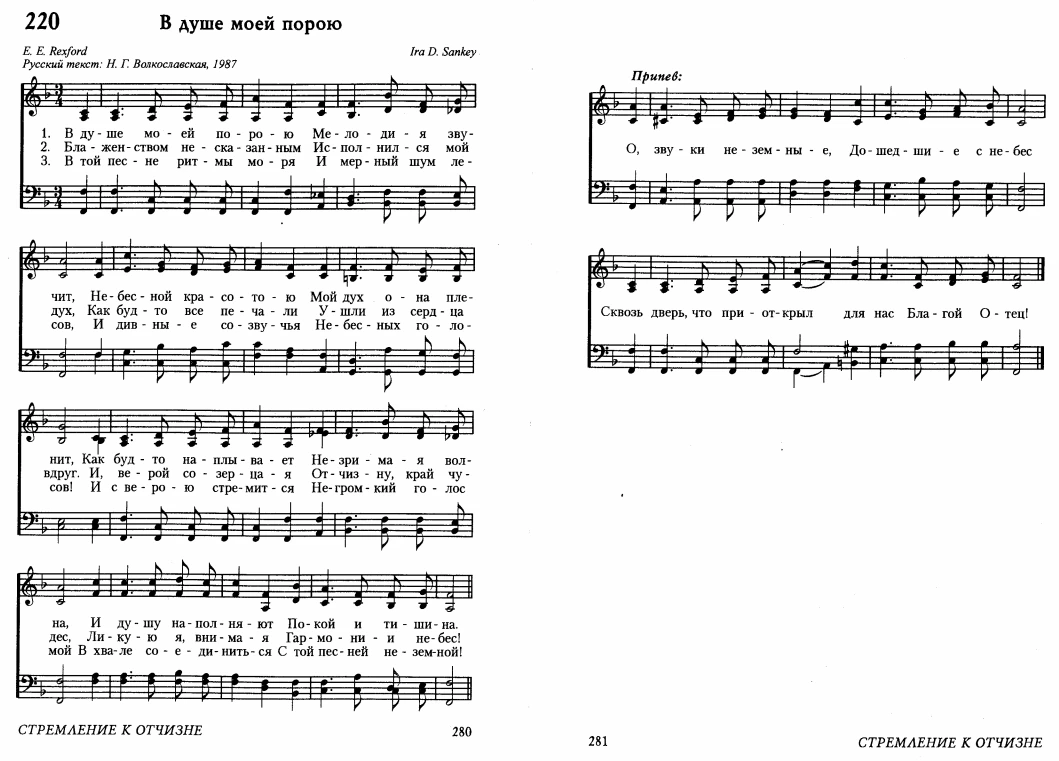 220 В душе моей порою
E. E. Rexford Ira D. Sankey
Русский текст: Н. Г. Волкославская, 1987
1. В ду - ше мо - ей по - ро - ю Ме - ло - ди - я зву-
2. Бла - жен - ством не - ска - зан - ным Ис - пол - нил - ся мой
3. В той пес - не рит - мы мо - ря И мер - ный шум ле -
чит, Не - бес - ной кра - со - то - ю Мой дух о - на пле-
дух, Как буд - то все пе - ча - ли У - шли из серд - ца
сов, И див - ны - е со - зву - чья Не - бес - ных го - ло -
нит, Как буд - то на - плы - ва - ет Не - зри - ма - я вол-
вдруг. И, ве - рой со - зер - ца - я От - чиз - ну, край чу -
сов! И с ве - ро - ю стре - мит - ся Не - гром - кий го - лос
на, И ду - шу на - пол - ня - ют По - кой и ти - ши - на.
дес, Ли - ку - ю я, вни - ма - я Гар - мо - ни - и не - бес!
мой В хва - ле со - е - ди - нить - ся С той пес - ней не - зем - ной!
СТРЕМЛЕНИЕ К ОТЧИЗНЕ 280
Припев:
О, зву - ки не - зем - ны - е, До - шед - ши - е с не - бес
Сквозь дверь, что при - от - крыл для нас Бла - гой О - тец!
281 СТРЕМЛЕНИЕ К ОТЧИЗНЕ